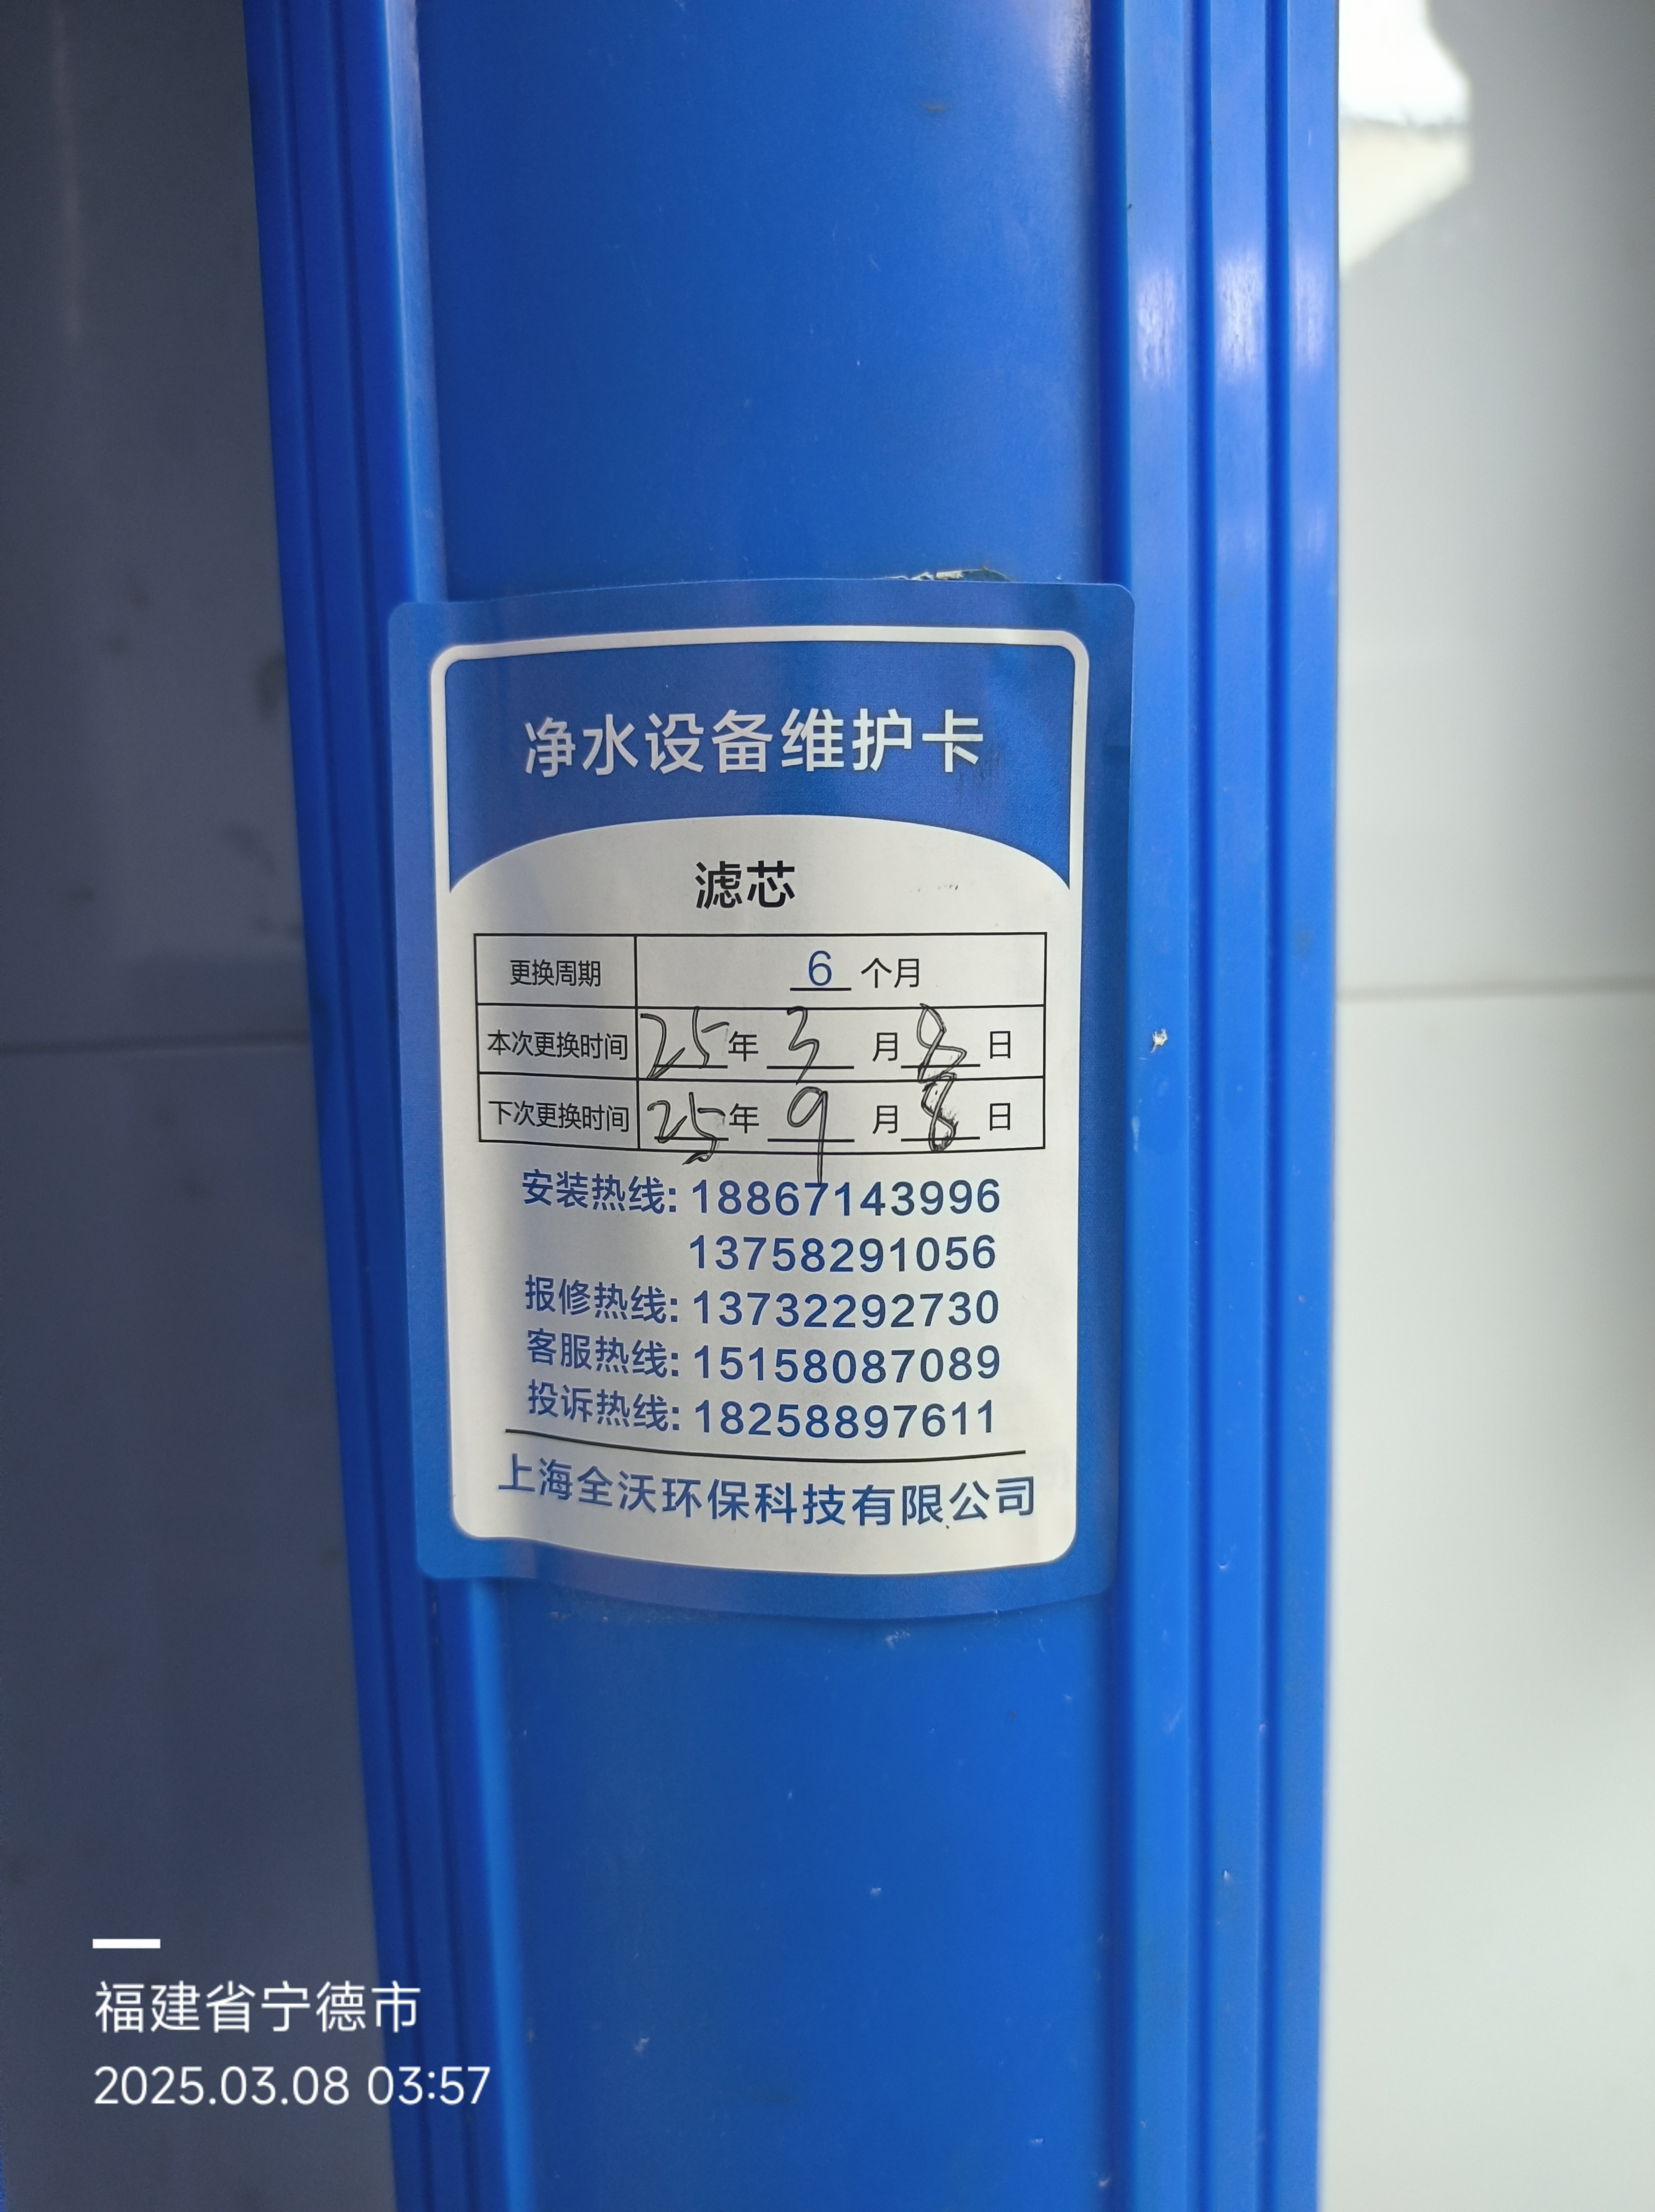 净水设备维护卡
滤芯
更换周期 6 个月
本次更换时间 25年 3 月 8 日
下次更换时间 25年 9 月 8 日
安装热线: 18867143996
13758291056
报修热线: 13732292730
客服热线: 15158087089
投诉热线: 18258897611
上海全沃环保科技有限公司
福建省宁德市
2025.03.08 03:57